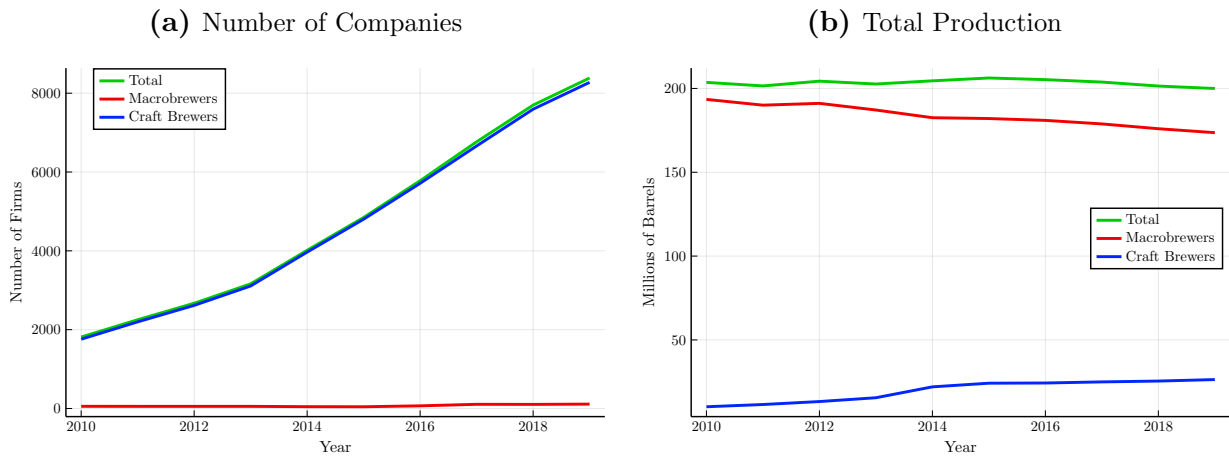 (a) Number of Companies
Number of Firms
8000
6000
4000
2000
0
Total
Macrobrewers
Craft Brewers
2010
2012
2014
2016
2018
Year
(b) Total Production
Millions of Barrels
200
150
100
50
Total
Macrobrewers
Craft Brewers
2010
2012
2014
2016
2018
Year